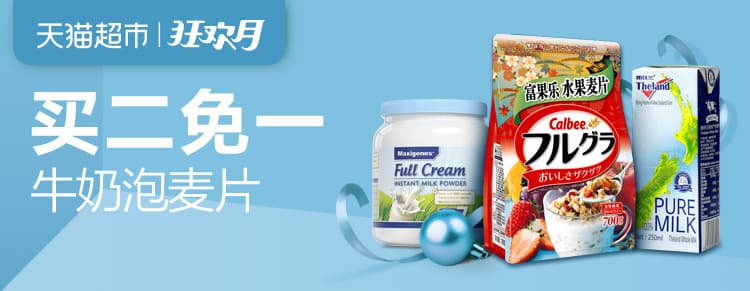 天猫超市 | 狂欢月
买二免一
牛奶泡麦片
Maxigenes
Full Cream
INSTANT MILK POWDER
富果乐 水果麦片
Calbee
フルグラ
おいしさザクザク
700
Theland
PURE
MILK
250ml